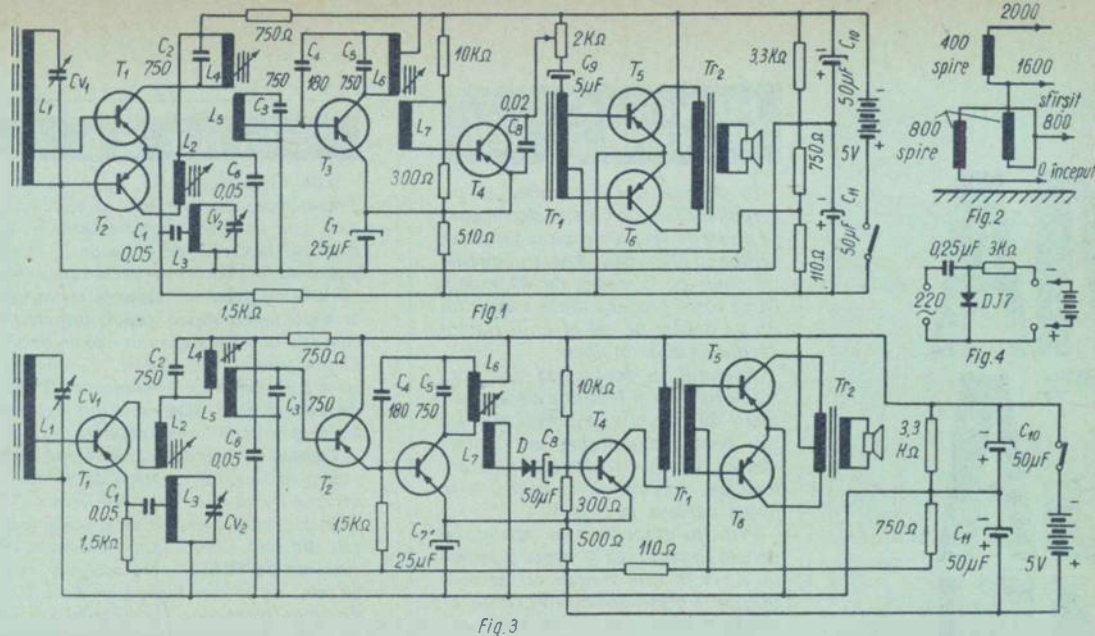 L1
CV1
T1
T2
C1
0,05
C2
750
L4
750Ω
L2
C6
0,05
CV2
L3
1,5KΩ
L5
C3
750
C4
180
C5
750
L6
T3
C7
25µF
10KΩ
L7
300Ω
510Ω
T4
0,02
C8
2KΩ
C9
5µF
Tr1
T5
T6
Tr2
3,3KΩ
750Ω
110Ω
C10
50µF
C11
50µF
5V
Fig.1
2000
400
spire
1600
sfîrsit
800
800
spire
0 început
Fig.2
0,25µF
3KΩ
220
DJ7
Fig.4
L1
CV1
T1
C1
0,05
1,5KΩ
C2
750
L4
L2
L3
CV2
L5
C6
0,05
750Ω
C3
750
T2
1,5KΩ
C4
180
C5
750
L6
L7
C7
25µF
D
C8
50µF
10KΩ
T4
300Ω
500Ω
110Ω
Tr1
T5
T6
Tr2
3,3
KΩ
750Ω
C10
50µF
C11
50µF
5V
Fig.3